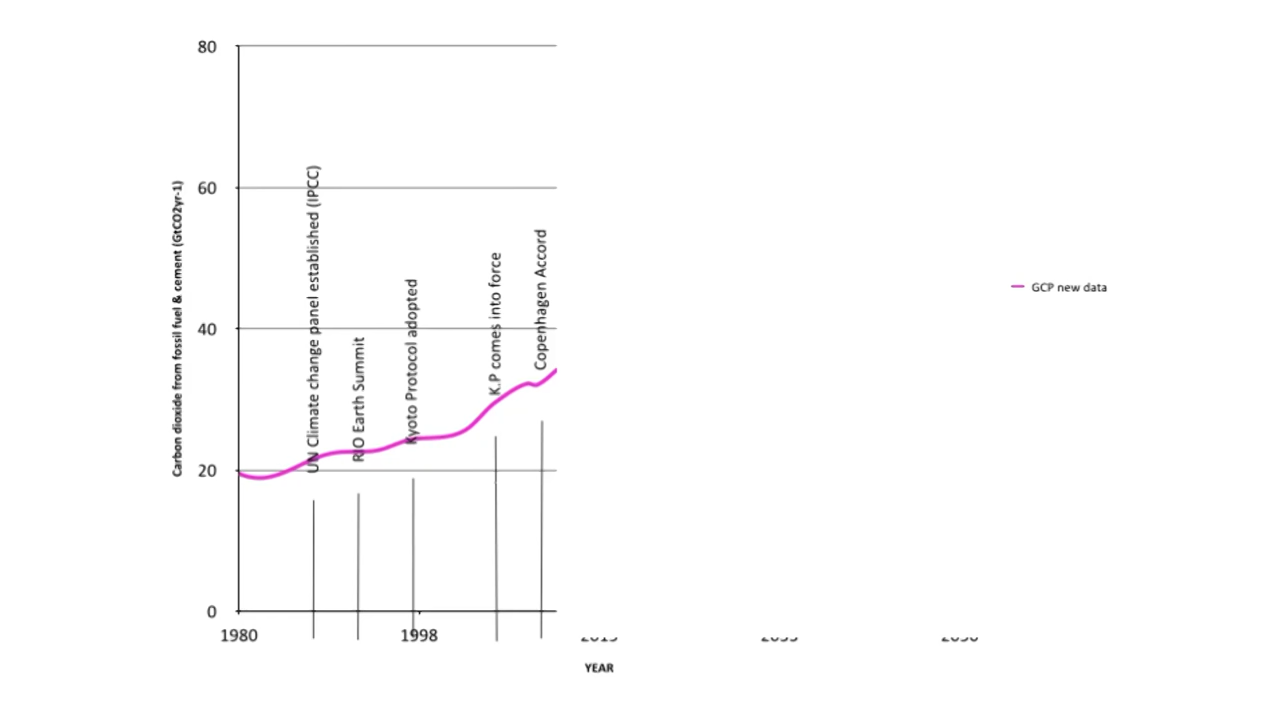 80
60
40
20
0
Carbon dioxide from fossil fuel & cement (GtCO2yr-1)
UN Climate change panel established (IPCC)
RIO Earth Summit
Kyoto Protocol adopted
K.P comes into force
Copenhagen Accord
GCP new data
1980
1998
YEAR